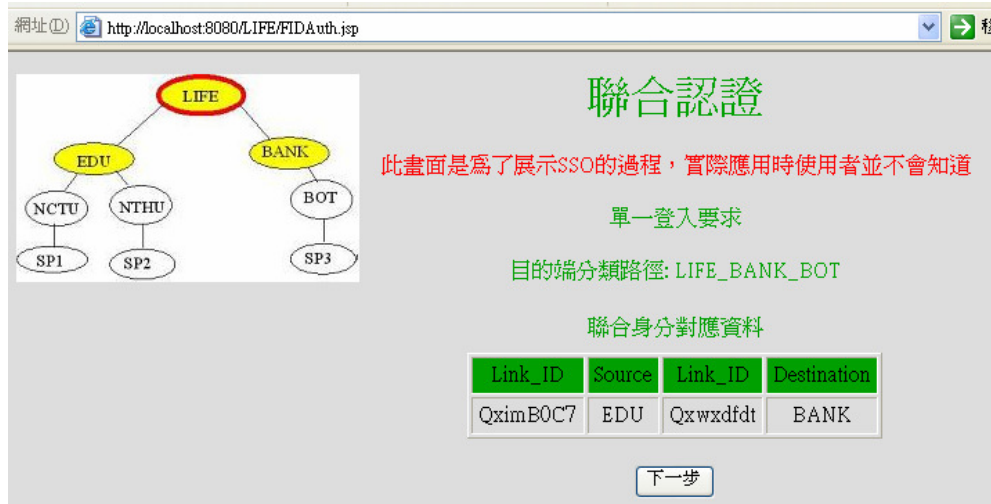 網址(D) http://localhost:8080/LIFE/FIDAuth.jsp
LIFE
EDU BANK
NCTU NTHU BOT
SP1 SP2 SP3
聯合認證
此畫面是為了展示SSO的過程，實際應用時使用者並不會知道
單一登入要求
目的端分類路徑: LIFE_BANK_BOT
聯合身分對應資料
Link_ID Source Link_ID Destination
QximB0C7 EDU Qxwxdfdt BANK
下一步